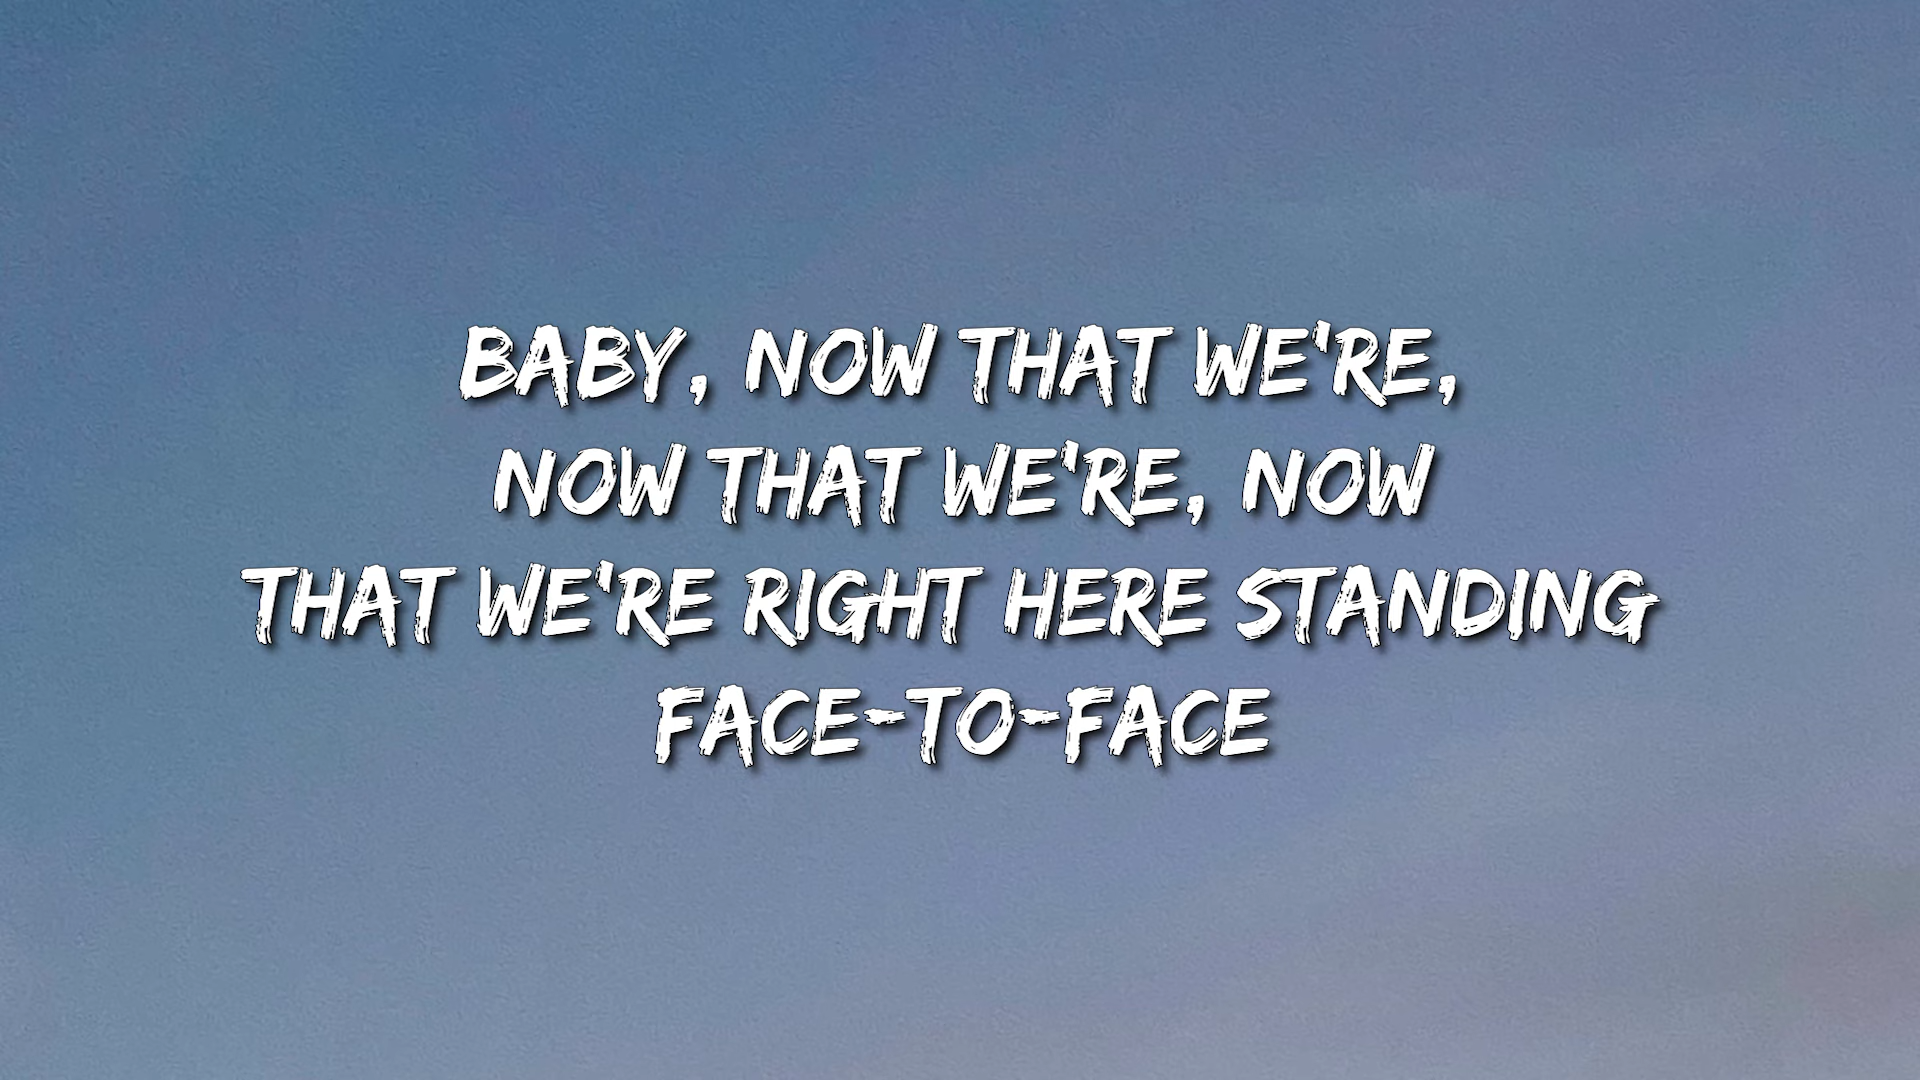 BABY, NOW THAT WE'RE,
NOW THAT WE'RE, NOW
THAT WE'RE RIGHT HERE STANDING
FACE-TO-FACE